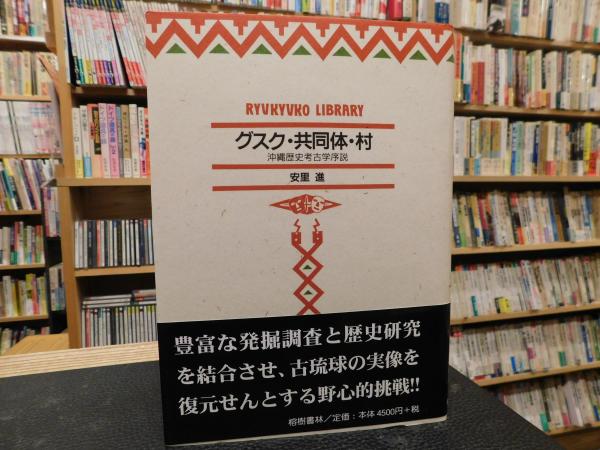 RYUKYUKO LIBRARY
グスク・共同体・村
沖縄歴史考古学序説
安里 進
豊富な発掘調査と歴史研究
を結合させ、古琉球の実像を
復元せんとする野心的挑戦!!
榕樹書林/定価:本体4500円+税